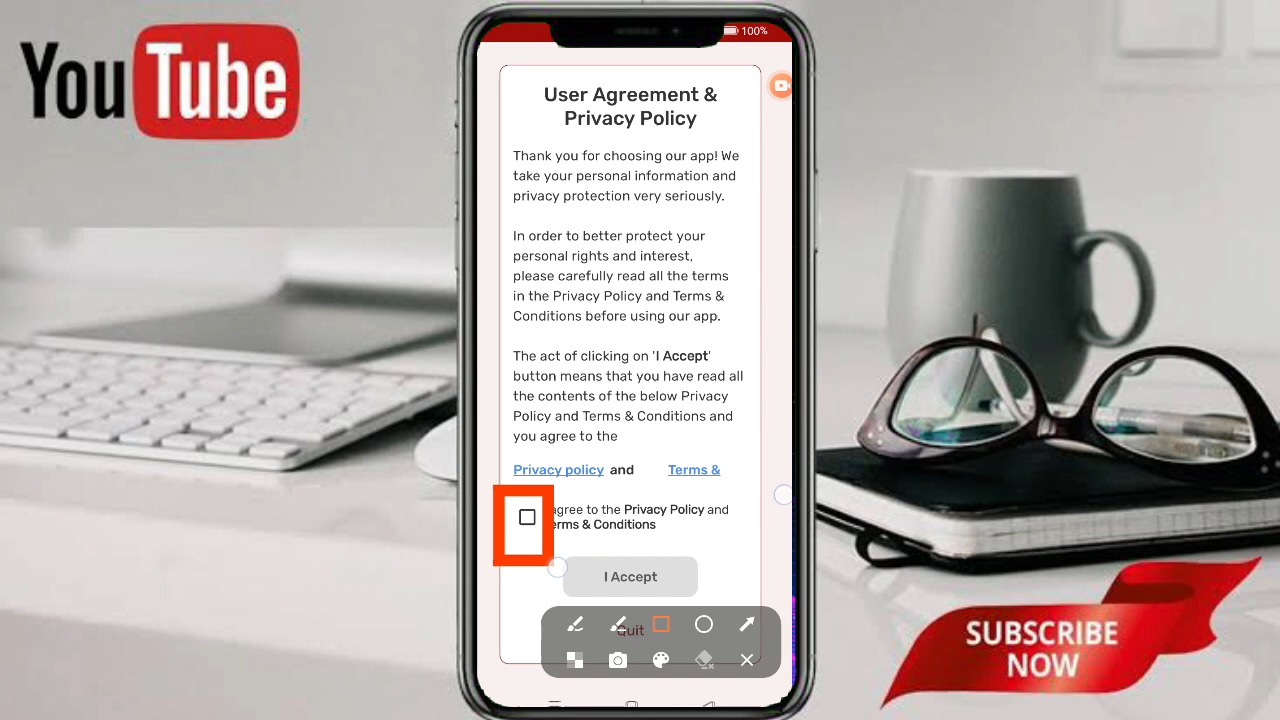 YouTube
100%
User Agreement &
Privacy Policy
Thank you for choosing our app! We
take your personal information and
privacy protection very seriously.
In order to better protect your
personal rights and interest,
please carefully read all the terms
in the Privacy Policy and Terms &
Conditions before using our app.
The act of clicking on 'I Accept'
button means that you have read all
the contents of the below Privacy
Policy and Terms & Conditions and
you agree to the
Privacy policy and Terms &
agree to the Privacy Policy and
erms & Conditions
I Accept
Quit
SUBSCRIBE
NOW